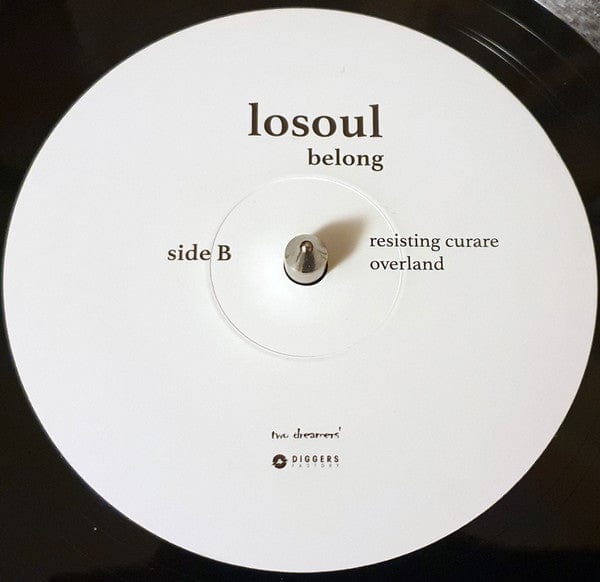 losoul
belong
side B
resisting curare
overland
two dreamers'
DIGGERS
FACTORY